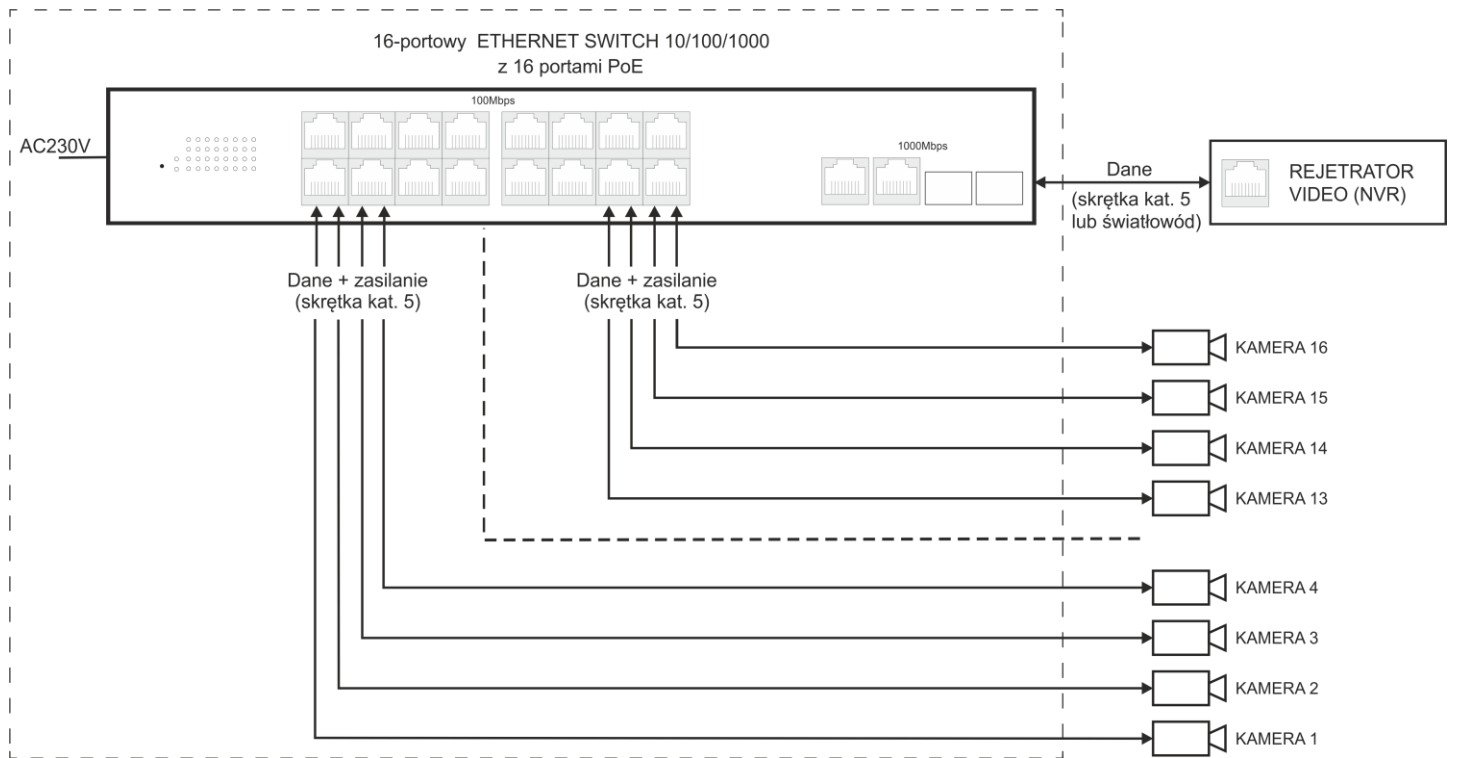 16-portowy ETHERNET SWITCH 10/100/1000
z 16 portami PoE
100Mbps
AC230V
1000Mbps
Dane
(skrętka kat. 5
lub światłowód)
REJETRATOR
VIDEO (NVR)
Dane + zasilanie
(skrętka kat. 5)
Dane + zasilanie
(skrętka kat. 5)
KAMERA 16
KAMERA 15
KAMERA 14
KAMERA 13
KAMERA 4
KAMERA 3
KAMERA 2
KAMERA 1